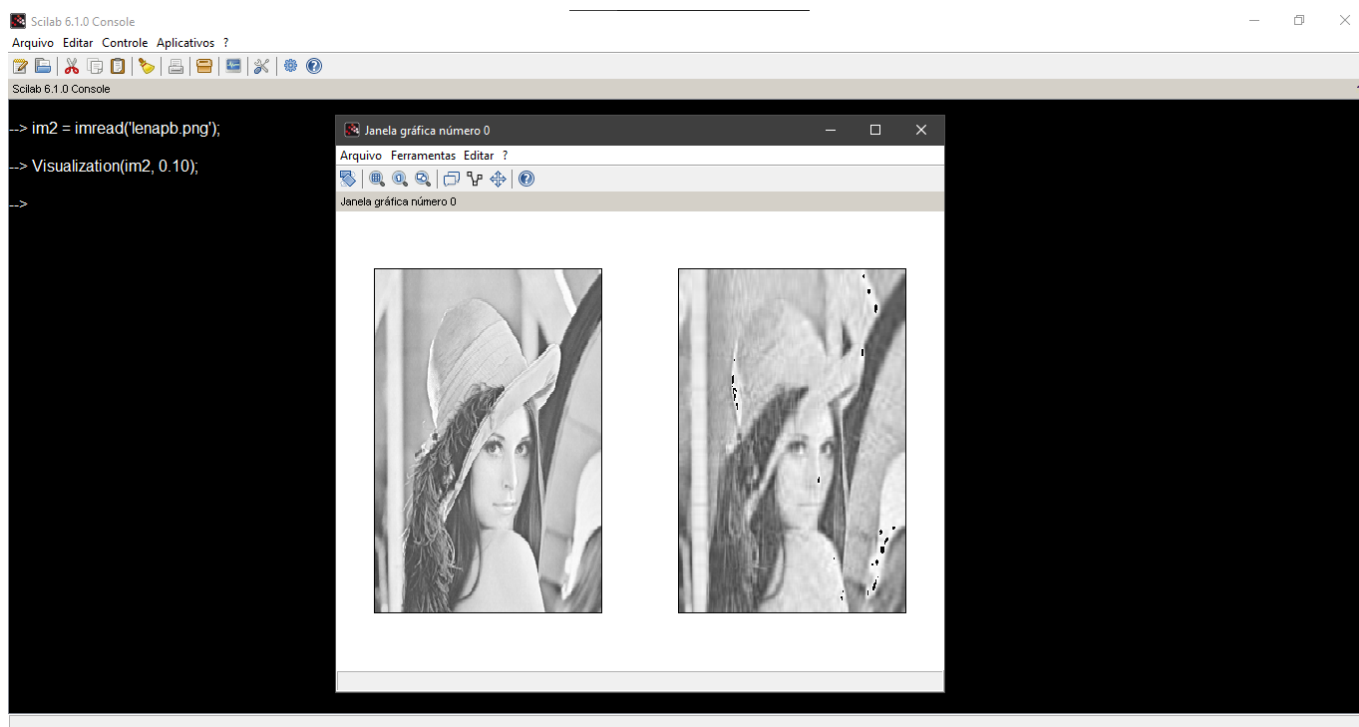 Scilab 6.1.0 Console
Arquivo Editar Controle Aplicativos ?
Scilab 6.1.0 Console
--> im2 = imread('lenapb.png');
--> Visualization(im2, 0.10);
-->
Janela gráfica número 0
Arquivo Ferramentas Editar ?
Janela gráfica número 0